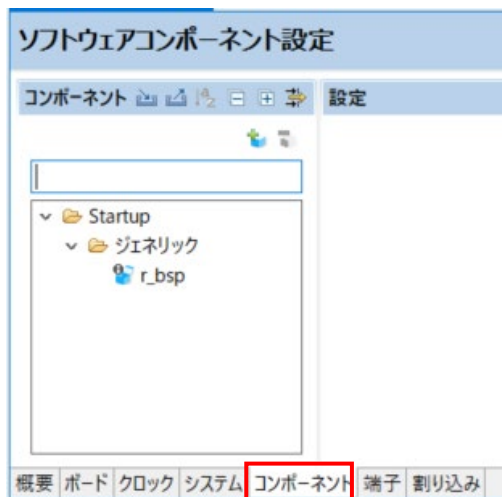 ソフトウェアコンポーネント設定
コンポーネント 設定
Startup
ジェネリック
r_bsp
概要 ボード クロック システム コンポーネント 端子 割り込み